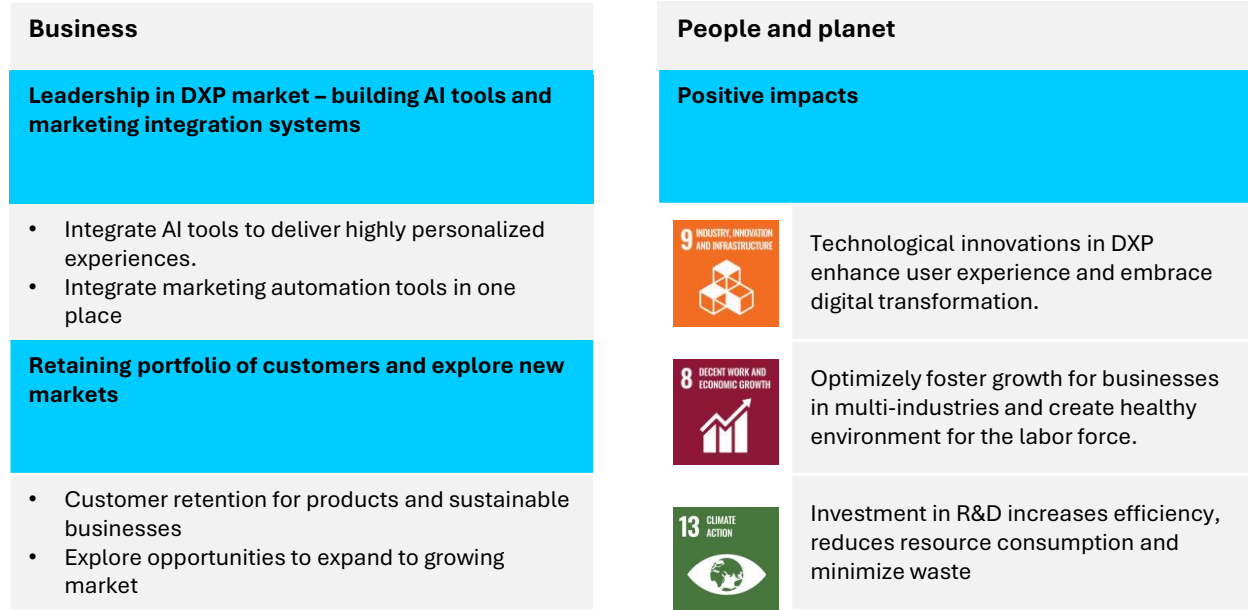 Business
Leadership in DXP market – building AI tools and
marketing integration systems
• Integrate AI tools to deliver highly personalized
experiences.
• Integrate marketing automation tools in one
place
Retaining portfolio of customers and explore new
markets
• Customer retention for products and sustainable
businesses
• Explore opportunities to expand to growing
market
People and planet
Positive impacts
9 INDUSTRY, INNOVATION
AND INFRASTRUCTURE
Technological innovations in DXP
enhance user experience and embrace
digital transformation.
8 DECENT WORK AND
ECONOMIC GROWTH
Optimizely foster growth for businesses
in multi-industries and create healthy
environment for the labor force.
13 CLIMATE
ACTION
Investment in R&D increases efficiency,
reduces resource consumption and
minimize waste